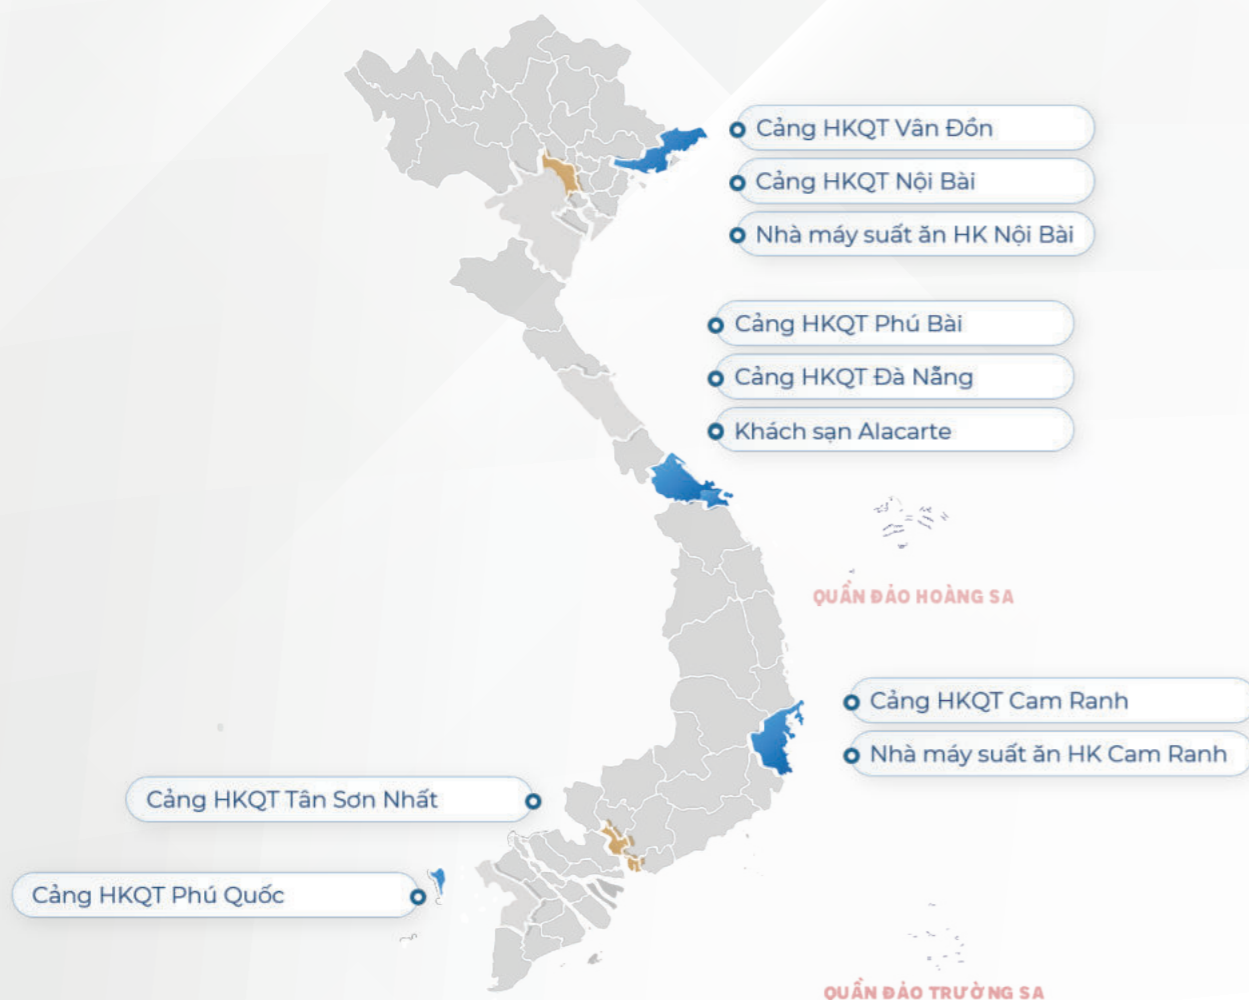 Cảng HKQT Vân Đồn
Cảng HKQT Nội Bài
Nhà máy suất ăn HK Nội Bài
Cảng HKQT Phú Bài
Cảng HKQT Đà Nẵng
Khách sạn Alacarte
QUẦN ĐẢO HOÀNG SA
Cảng HKQT Cam Ranh
Nhà máy suất ăn HK Cam Ranh
Cảng HKQT Tân Sơn Nhất
Cảng HKQT Phú Quốc
QUẦN ĐẢO TRƯỜNG SA